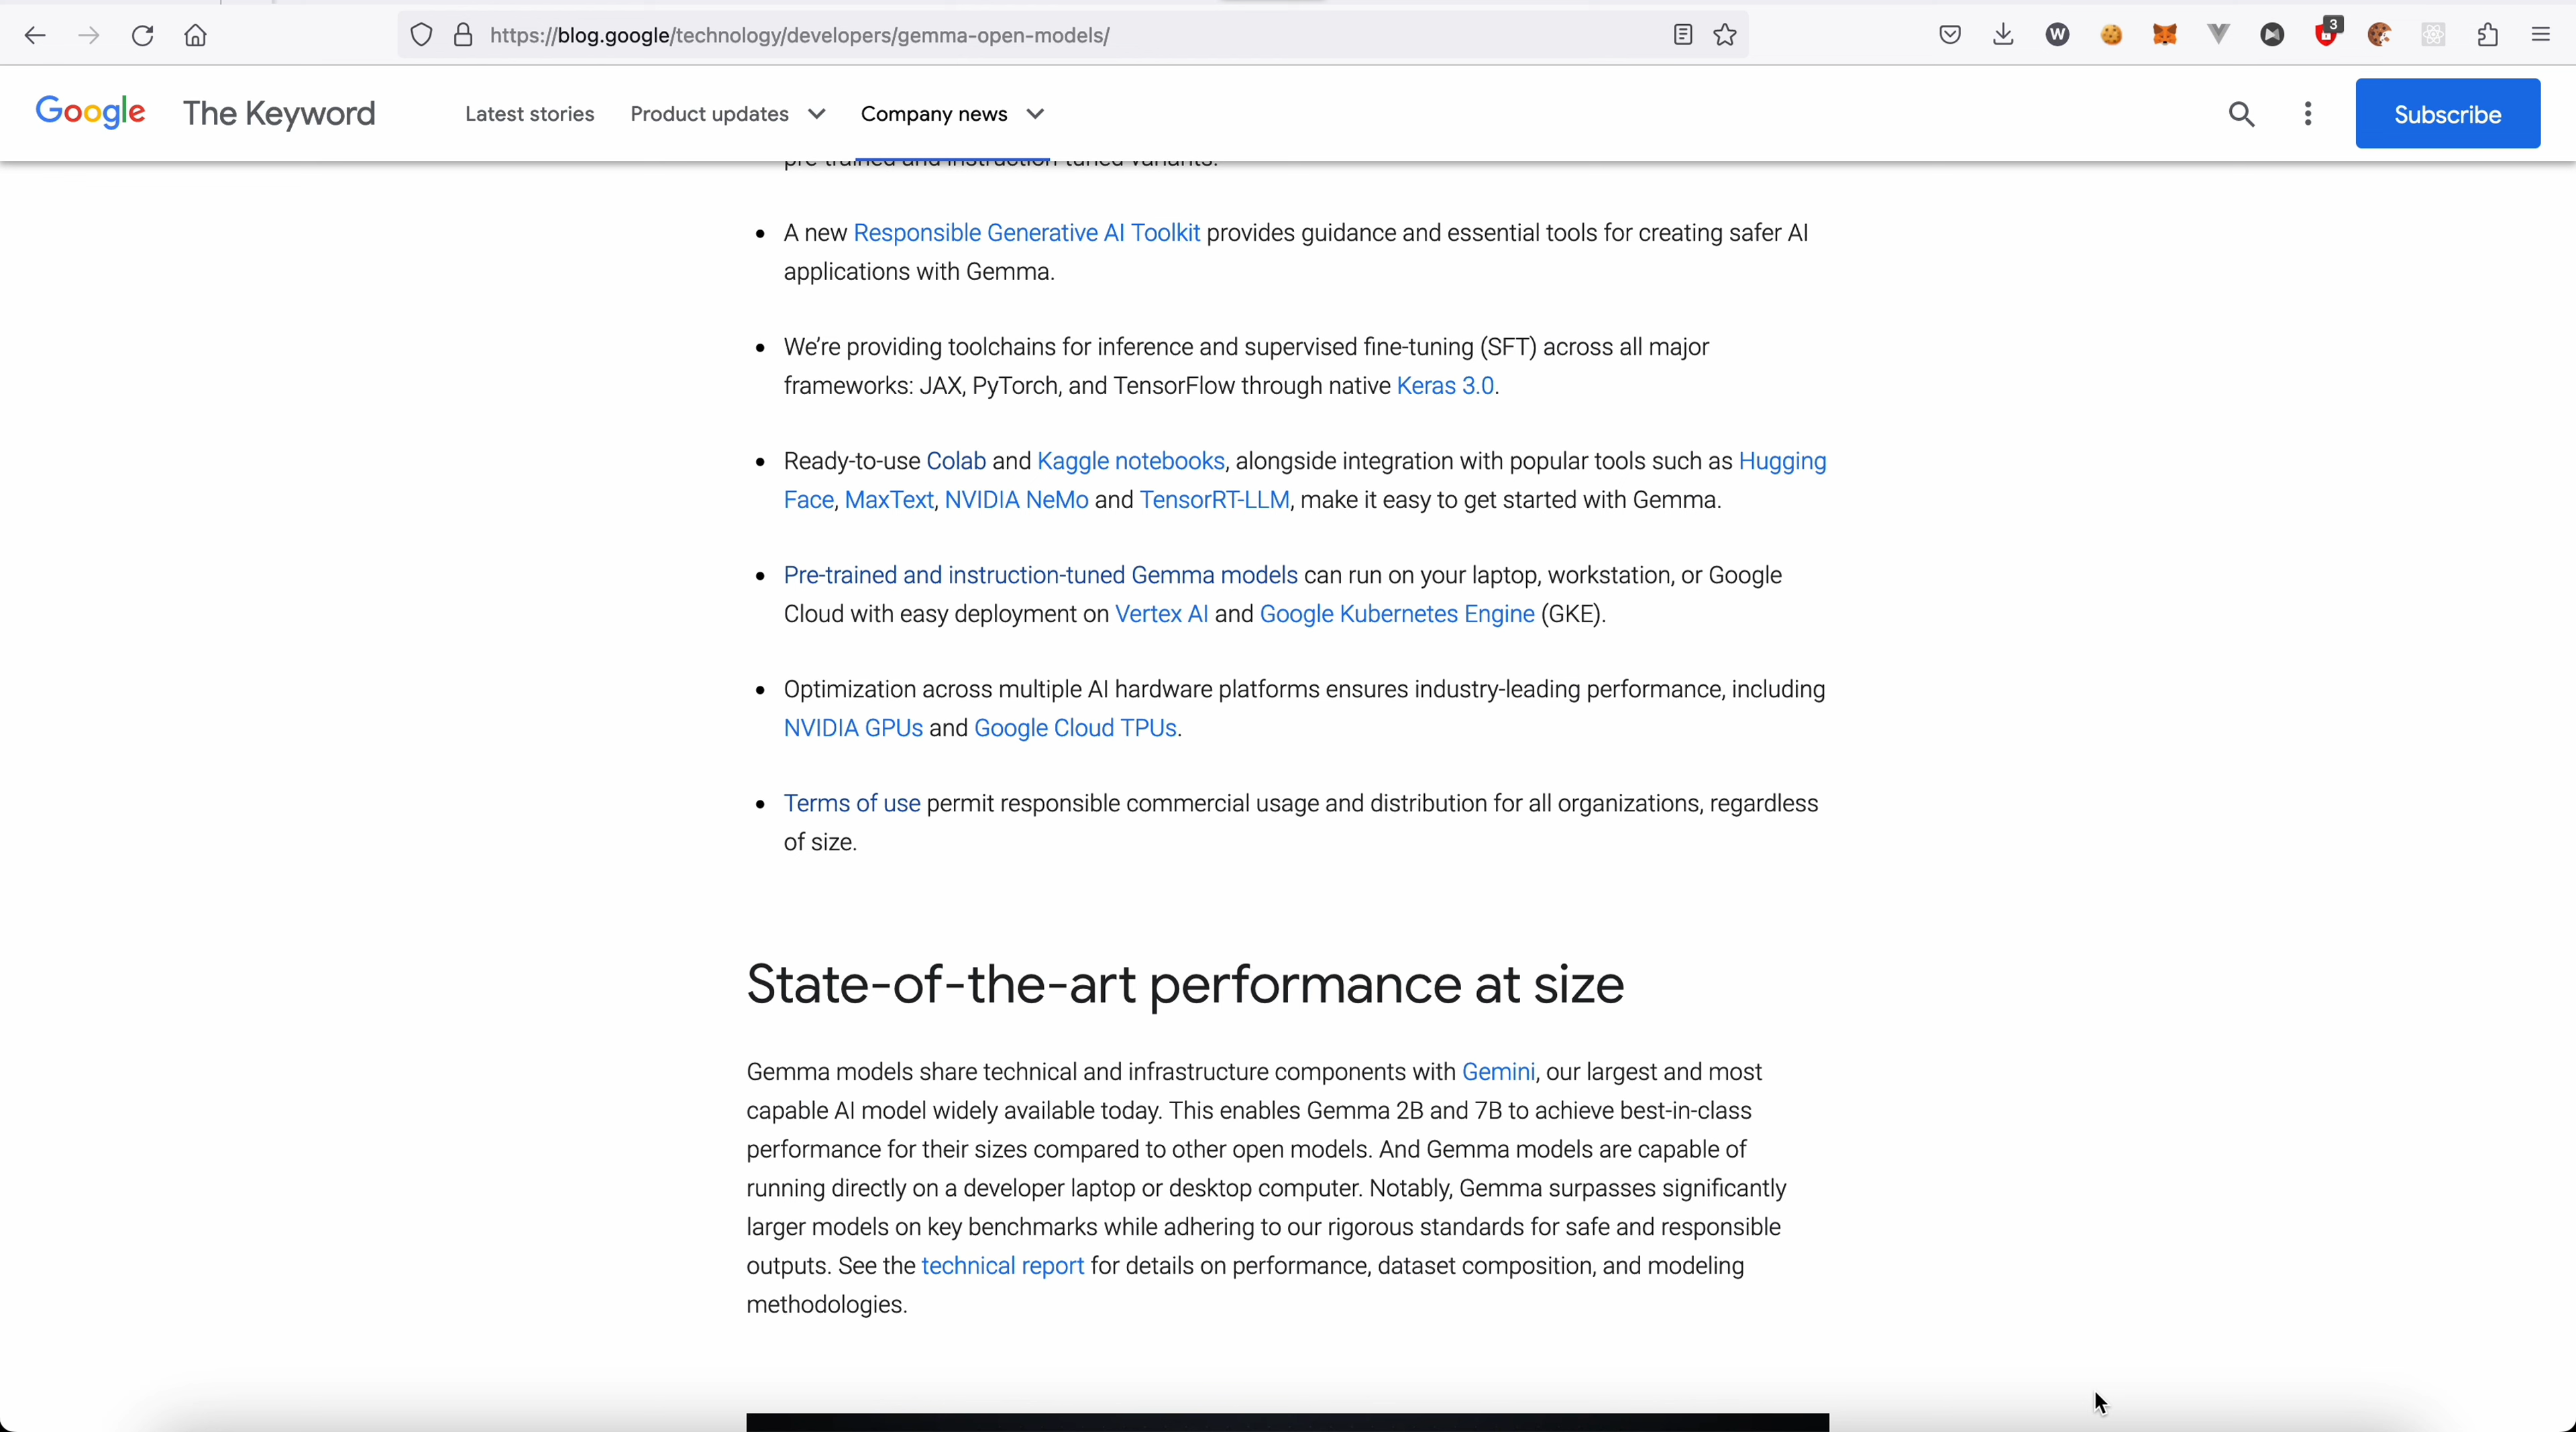 https://blog.google/technology/developers/gemma-open-models/
3
W
Google The Keyword Latest stories Product updates Company news Subscribe
pre-trained and instruction-tuned variants.
• A new Responsible Generative AI Toolkit provides guidance and essential tools for creating safer AI
applications with Gemma.
• We’re providing toolchains for inference and supervised fine-tuning (SFT) across all major
frameworks: JAX, PyTorch, and TensorFlow through native Keras 3.0.
• Ready-to-use Colab and Kaggle notebooks, alongside integration with popular tools such as Hugging
Face, MaxText, NVIDIA NeMo and TensorRT-LLM, make it easy to get started with Gemma.
• Pre-trained and instruction-tuned Gemma models can run on your laptop, workstation, or Google
Cloud with easy deployment on Vertex AI and Google Kubernetes Engine (GKE).
• Optimization across multiple AI hardware platforms ensures industry-leading performance, including
NVIDIA GPUs and Google Cloud TPUs.
• Terms of use permit responsible commercial usage and distribution for all organizations, regardless
of size.
State-of-the-art performance at size
Gemma models share technical and infrastructure components with Gemini, our largest and most
capable AI model widely available today. This enables Gemma 2B and 7B to achieve best-in-class
performance for their sizes compared to other open models. And Gemma models are capable of
running directly on a developer laptop or desktop computer. Notably, Gemma surpasses significantly
larger models on key benchmarks while adhering to our rigorous standards for safe and responsible
outputs. See the technical report for details on performance, dataset composition, and modeling
methodologies.